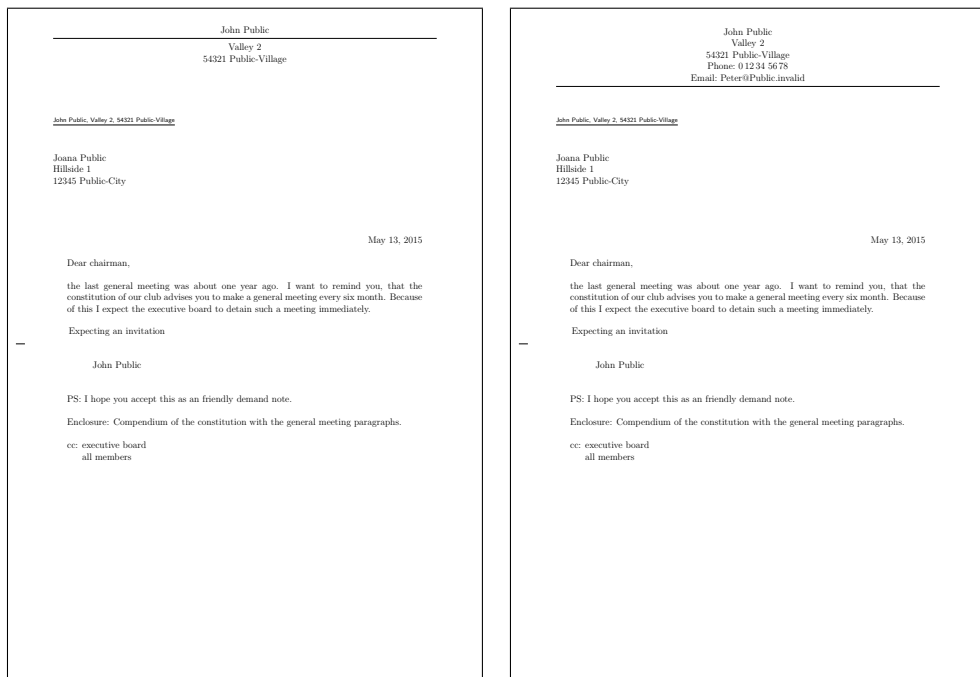 John Public
Valley 2
54321 Public-Village
John Public, Valley 2, 54321 Public-Village
Joana Public
Hillside 1
12345 Public-City
May 13, 2015
Dear chairman,
the last general meeting was about one year ago. I want to remind you, that the
constitution of our club advises you to make a general meeting every six month. Because
of this I expect the executive board to detain such a meeting immediately.
Expecting an invitation
John Public
PS: I hope you accept this as an friendly demand note.
Enclosure: Compendium of the constitution with the general meeting paragraphs.
cc: executive board
all members
John Public
Valley 2
54321 Public-Village
Phone: 0 12 34 56 78
Email: Peter@Public.invalid
John Public, Valley 2, 54321 Public-Village
Joana Public
Hillside 1
12345 Public-City
May 13, 2015
Dear chairman,
the last general meeting was about one year ago. I want to remind you, that the
constitution of our club advises you to make a general meeting every six month. Because
of this I expect the executive board to detain such a meeting immediately.
Expecting an invitation
John Public
PS: I hope you accept this as an friendly demand note.
Enclosure: Compendium of the constitution with the general meeting paragraphs.
cc: executive board
all members